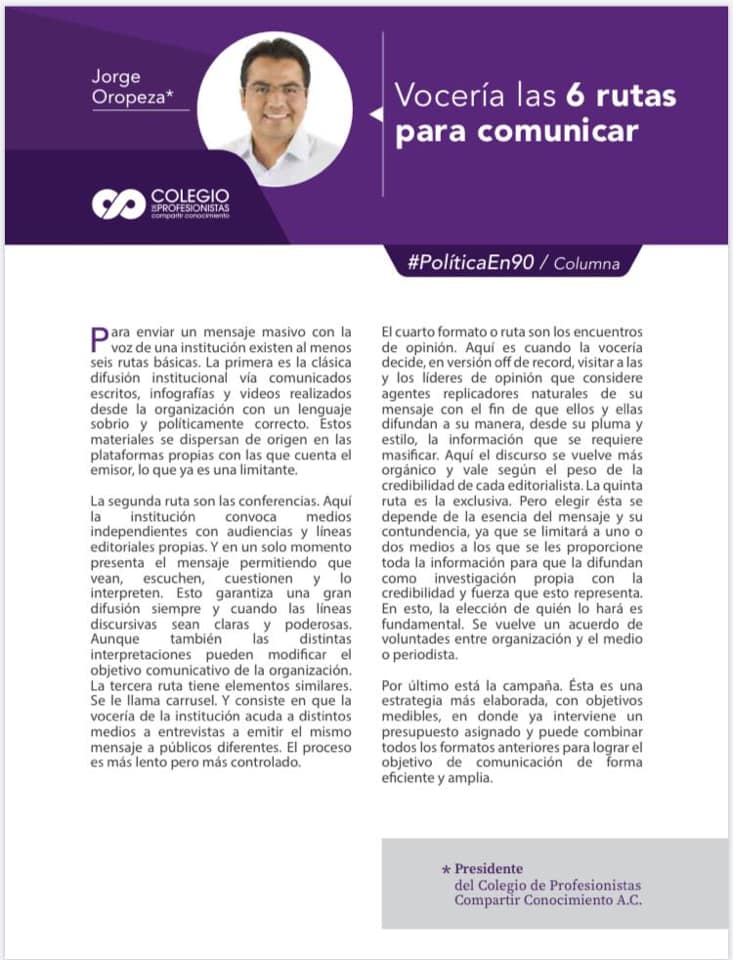 Jorge
Oropeza*
Vocería las 6 rutas
para comunicar
COLEGIO
DE PROFESIONISTAS
compartir conocimiento
#PolíticaEn90 / Columna
Para enviar un mensaje masivo con la
voz de una institución existen al menos
seis rutas básicas. La primera es la clásica
difusión institucional vía comunicados
escritos, infografías y videos realizados
desde la organización con un lenguaje
sobrio y políticamente correcto. Estos
materiales se dispersan de origen en las
plataformas propias con las que cuenta el
emisor, lo que ya es una limitante.
La segunda ruta son las conferencias. Aquí
la institución convoca medios
independientes con audiencias y líneas
editoriales propias. Y en un solo momento
presenta el mensaje permitiendo que
vean, escuchen, cuestionen y lo
interpreten. Esto garantiza una gran
difusión siempre y cuando las líneas
discursivas sean claras y poderosas.
Aunque también las distintas
interpretaciones pueden modificar el
objetivo comunicativo de la organización.
La tercera ruta tiene elementos similares.
Se le llama carrusel. Y consiste en que la
vocería de la institución acuda a distintos
medios a entrevistas a emitir el mismo
mensaje a públicos diferentes. El proceso
es más lento pero más controlado.
El cuarto formato o ruta son los encuentros
de opinión. Aquí es cuando la vocería
decide, en versión off de record, visitar a las
y los líderes de opinión que considere
agentes replicadores naturales de su
mensaje con el fin de que ellos y ellas
difundan a su manera, desde su pluma y
estilo, la información que se requiere
masificar. Aquí el discurso se vuelve más
orgánico y vale según el peso de la
credibilidad de cada editorialista. La quinta
ruta es la exclusiva. Pero elegir ésta se
depende de la esencia del mensaje y su
contundencia, ya que se limitará a uno o
dos medios a los que se les proporcione
toda la información para que la difundan
como investigación propia con la
credibilidad y fuerza que esto representa.
En esto, la elección de quién lo hará es
fundamental. Se vuelve un acuerdo de
voluntades entre organización y el medio
o periodista.
Por último está la campaña. Ésta es una
estrategia más elaborada, con objetivos
medibles, en donde ya interviene un
presupuesto asignado y puede combinar
todos los formatos anteriores para lograr el
objetivo de comunicación de forma
eficiente y amplia.
* Presidente
del Colegio de Profesionistas
Compartir Conocimiento A.C.